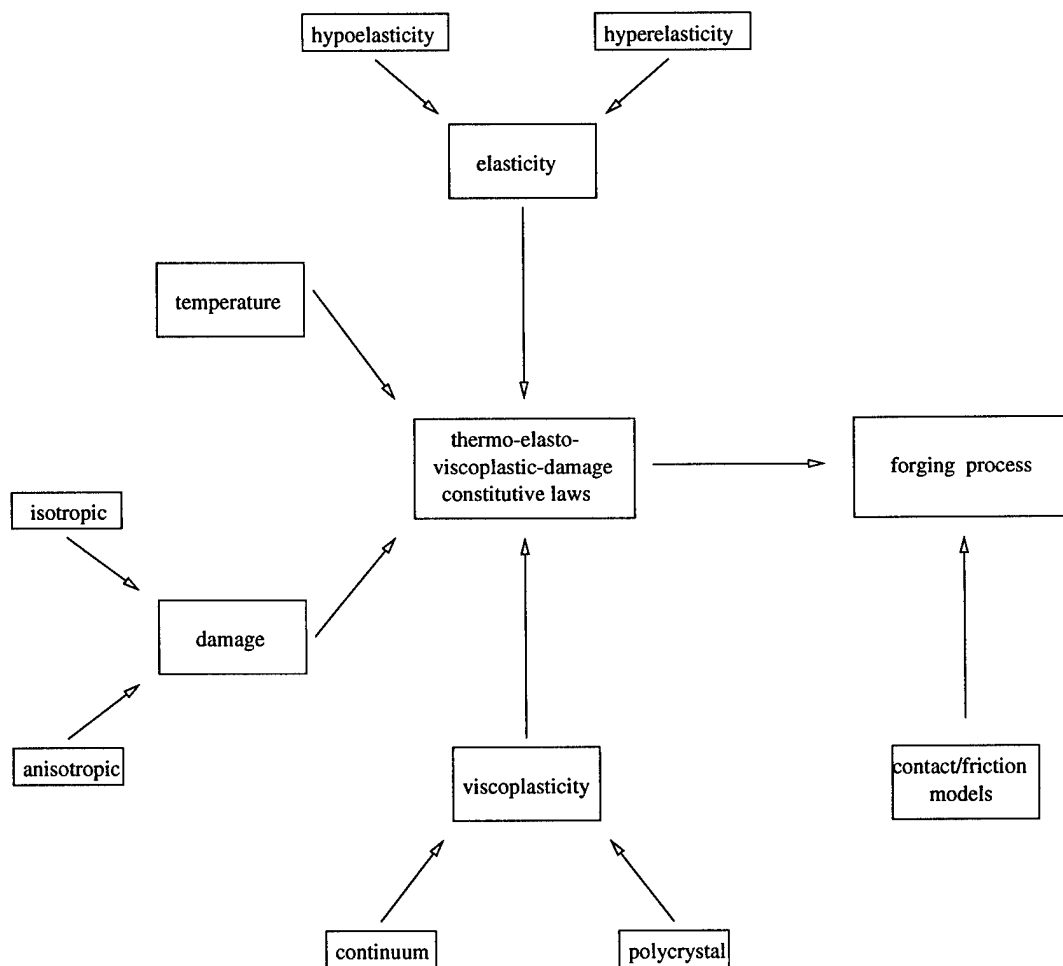 hypoelasticity
hyperelasticity
elasticity
temperature
thermo-elasto-
viscoplastic-damage
constitutive laws
forging process
isotropic
damage
anisotropic
viscoplasticity
contact/friction
models
continuum
polycrystal